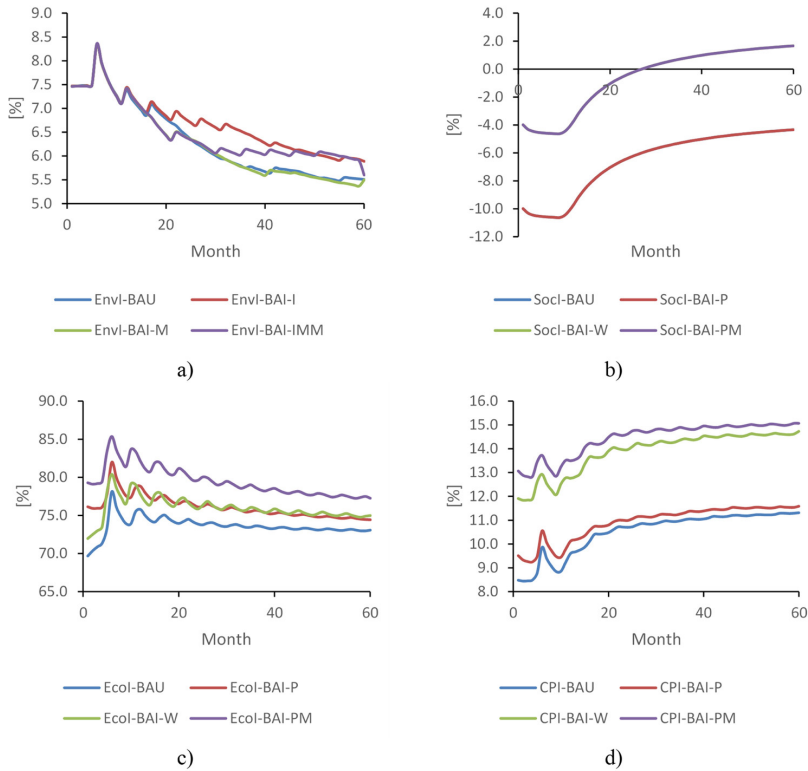 9.0
8.5
8.0
7.5
7.0
6.5
6.0
5.5
5.0
[%]
0 20 40 60
Month
EnvI-BAU EnvI-BAI-I
EnvI-BAI-M EnvI-BAI-IMM
a)
4.0
2.0
0.0
-2.0
-4.0
-6.0
-8.0
-10.0
-12.0
[%]
0 20 40 60
Month
SocI-BAU SocI-BAI-P
SocI-BAI-W SocI-BAI-PM
b)
90.0
85.0
80.0
75.0
70.0
65.0
[%]
0 20 40 60
Month
EcoI-BAU EcoI-BAI-P
EcoI-BAI-W EcoI-BAI-PM
c)
16.0
15.0
14.0
13.0
12.0
11.0
10.0
9.0
8.0
[%]
0 20 40 60
Month
CPI-BAU CPI-BAI-P
CPI-BAI-W CPI-BAI-PM
d)